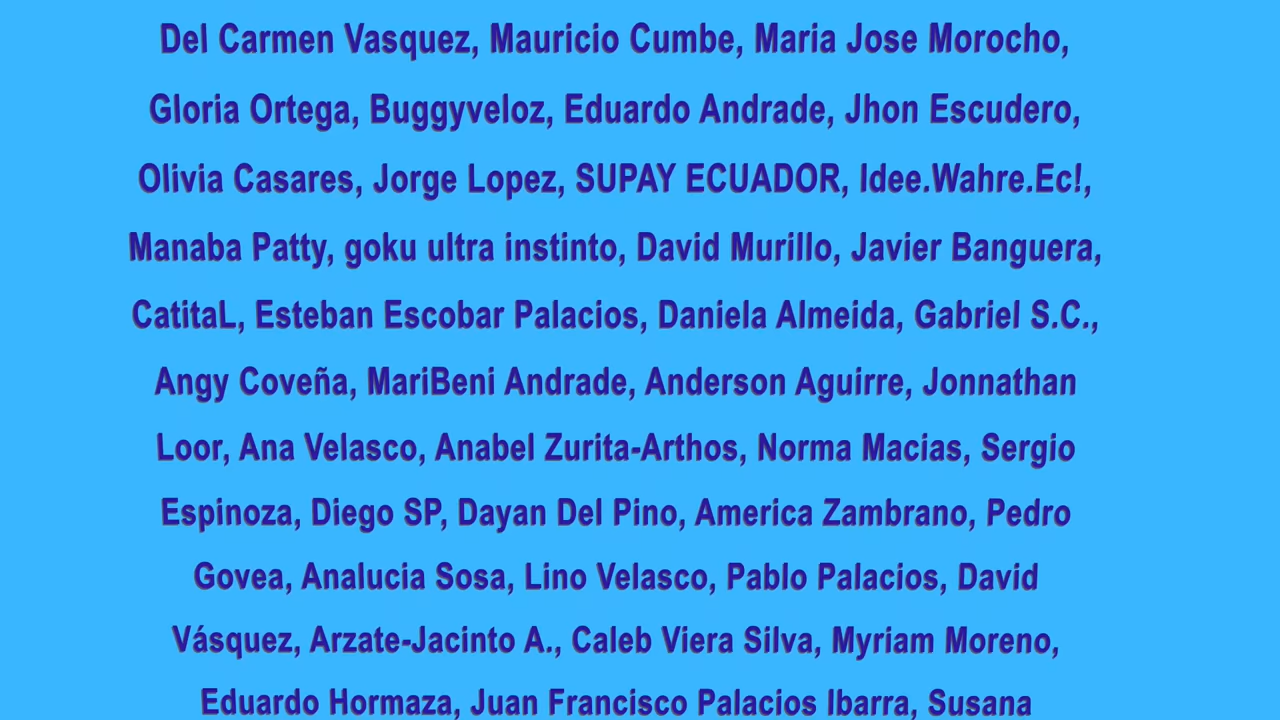 Del Carmen Vasquez, Mauricio Cumbe, Maria Jose Morocho,
Gloria Ortega, Buggyveloz, Eduardo Andrade, Jhon Escudero,
Olivia Casares, Jorge Lopez, SUPAY ECUADOR, Idee.Wahre.Ec!,
Manaba Patty, goku ultra instinto, David Murillo, Javier Banguera,
CatitaL, Esteban Escobar Palacios, Daniela Almeida, Gabriel S.C.,
Angy Coveña, MariBeni Andrade, Anderson Aguirre, Jonnathan
Loor, Ana Velasco, Anabel Zurita-Arthos, Norma Macias, Sergio
Espinoza, Diego SP, Dayan Del Pino, America Zambrano, Pedro
Govea, Analucia Sosa, Lino Velasco, Pablo Palacios, David
Vásquez, Arzate-Jacinto A., Caleb Viera Silva, Myriam Moreno,
Eduardo Hormaza, Juan Francisco Palacios Ibarra, Susana